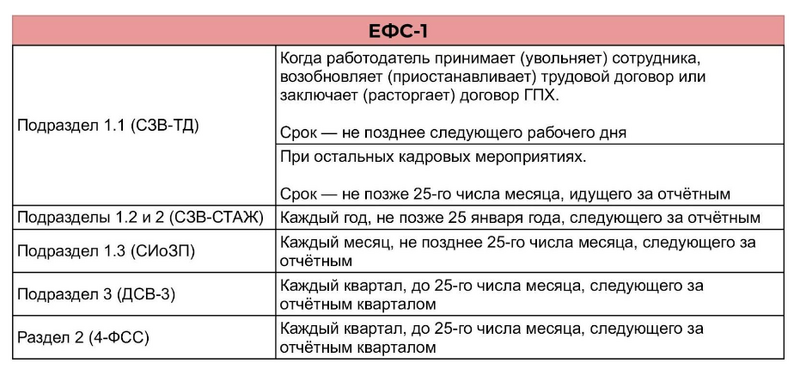 ЕФС-1
Подраздел 1.1 (СЗВ-ТД)
Когда работодатель принимает (увольняет) сотрудника,
возобновляет (приостанавливает) трудовой договор или
заключает (расторгает) договор ГПХ.
Срок — не позднее следующего рабочего дня
При остальных кадровых мероприятиях.
Срок — не позже 25-го числа месяца, идущего за отчётным
Подразделы 1.2 и 2 (СЗВ-СТАЖ)
Каждый год, не позже 25 января года, следующего за отчётным
Подраздел 1.3 (СИоЗП)
Каждый месяц, не позднее 25-го числа месяца, следующего за
отчётным
Подраздел 3 (ДСВ-3)
Каждый квартал, до 25-го числа месяца, следующего за
отчётным кварталом
Раздел 2 (4-ФСС)
Каждый квартал, до 25-го числа месяца, следующего за
отчётным кварталом